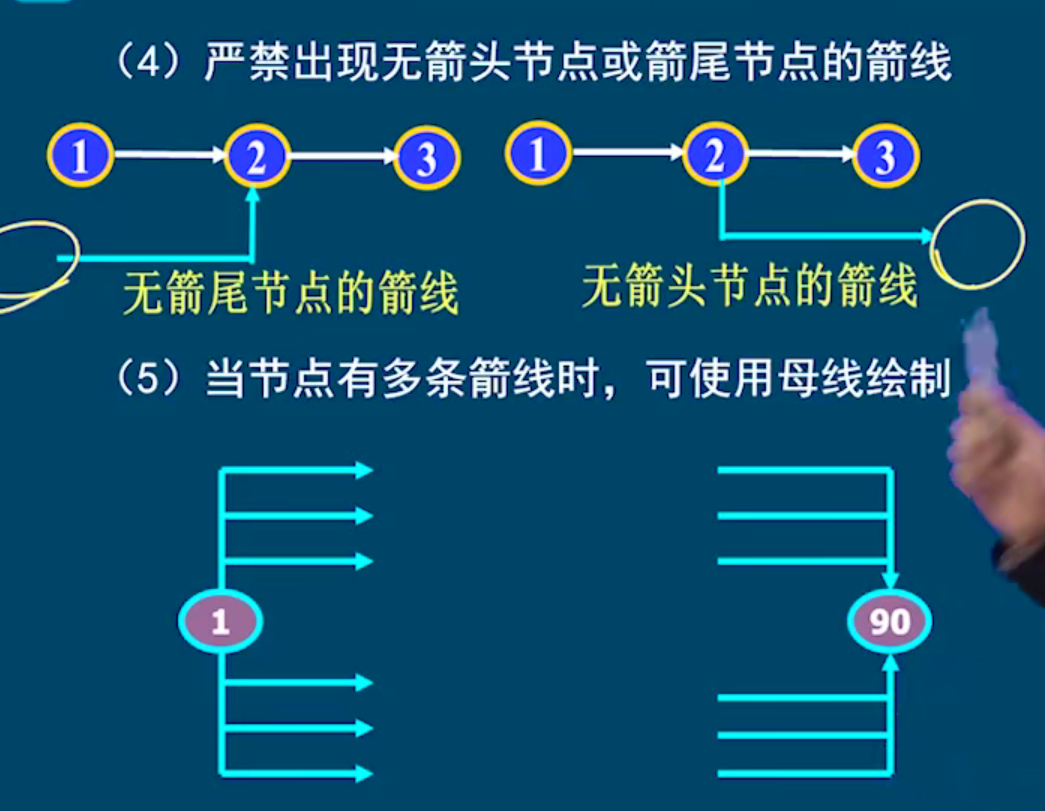 （4）严禁出现无箭头节点或箭尾节点的箭线
1 2 3 1 2 3
无箭尾节点的箭线 无箭头节点的箭线
（5）当节点有多条箭线时，可使用母线绘制
1 90